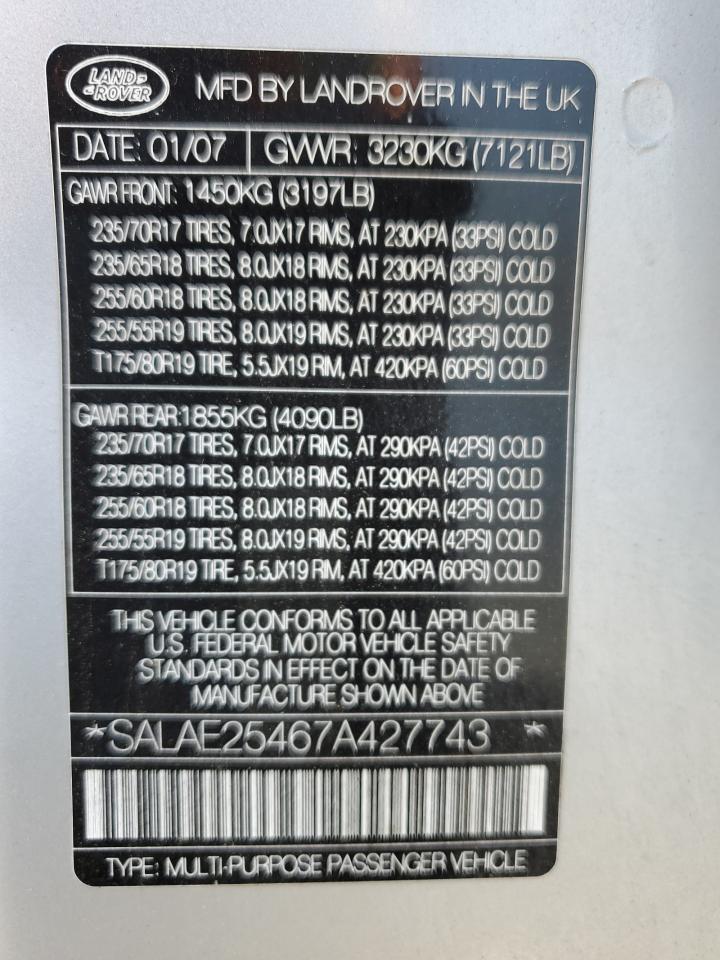 LAND-
-ROVER
MFD BY LANDROVER IN THE UK
DATE: 01/07 GVWR: 3230KG (7121LB)
GAWR FRONT: 1450KG (3197LB)
235/70R17 TIRES, 7.0JX17 RIMS, AT 230KPA (33PSI) COLD
235/65R18 TIRES, 8.0JX18 RIMS, AT 230KPA (33PSI) COLD
255/60R18 TIRES, 8.0JX18 RIMS, AT 230KPA (33PSI) COLD
255/55R19 TIRES, 8.0JX19 RIMS, AT 230KPA (33PSI) COLD
T175/80R19 TIRE, 5.5JX19 RIM, AT 420KPA (60PSI) COLD
GAWR REAR:1855KG (4090LB)
235/70R17 TIRES, 7.0JX17 RIMS, AT 290KPA (42PSI) COLD
235/65R18 TIRES, 8.0JX18 RIMS, AT 290KPA (42PSI) COLD
255/60R18 TIRES, 8.0JX18 RIMS, AT 290KPA (42PSI) COLD
255/55R19 TIRES, 8.0JX19 RIMS, AT 290KPA (42PSI) COLD
T175/80R19 TIRE, 5.5JX19 RIM, AT 420KPA (60PSI) COLD
THIS VEHICLE CONFORMS TO ALL APPLICABLE
U.S. FEDERAL MOTOR VEHICLE SAFETY
STANDARDS IN EFFECT ON THE DATE OF
MANUFACTURE SHOWN ABOVE
*SALAE25467A427743 *
TYPE: MULTI-PURPOSE PASSENGER VEHICLE